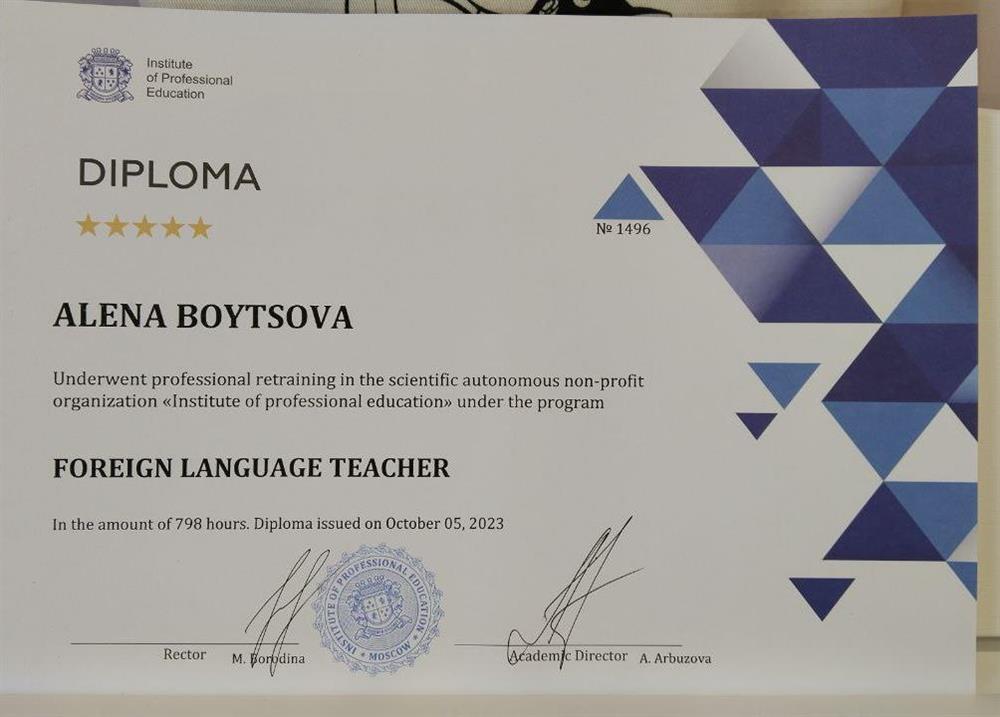 Institute
of Professional
Education
DIPLOMA
№ 1496
ALENA BOYTSOVA
Underwent professional retraining in the scientific autonomous non-profit
organization «Institute of professional education» under the program
FOREIGN LANGUAGE TEACHER
In the amount of 798 hours. Diploma issued on October 05, 2023
INSTITUTE OF PROFESSIONAL EDUCATION
* MOSCOW *
Rector M. Borodina
Academic Director A. Arbuzova